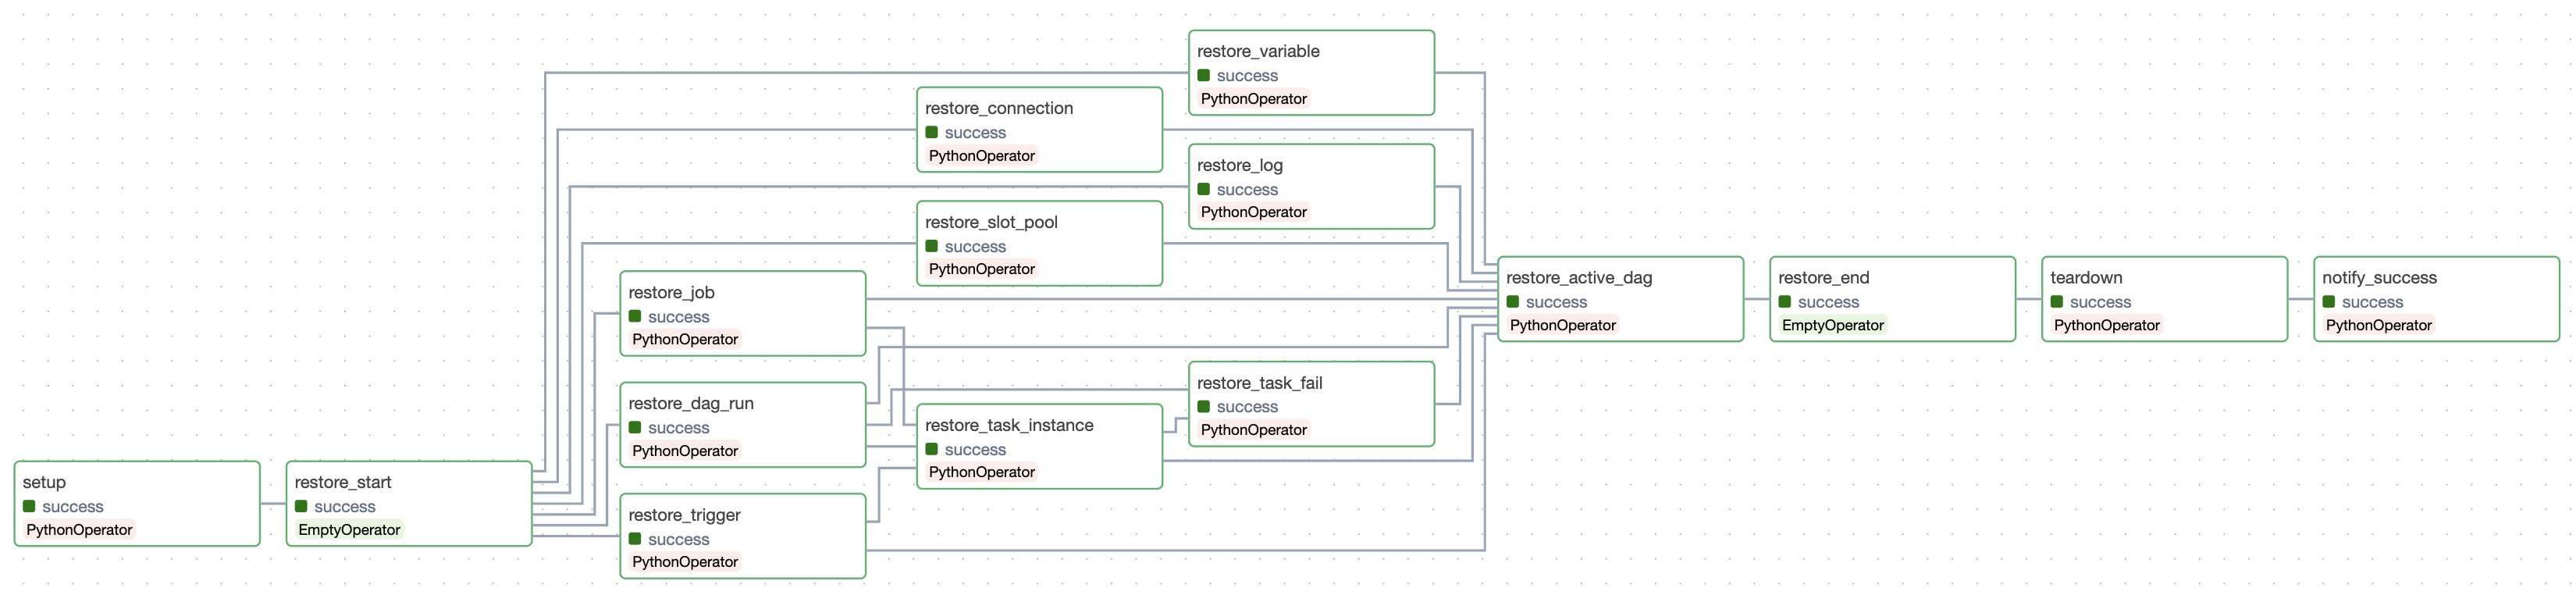 restore_variable
success
PythonOperator
restore_connection
success
PythonOperator
restore_log
success
PythonOperator
restore_slot_pool
success
PythonOperator
restore_job
success
PythonOperator
restore_active_dag
success
PythonOperator
restore_end
success
EmptyOperator
teardown
success
PythonOperator
notify_success
success
PythonOperator
restore_dag_run
success
PythonOperator
restore_task_fail
success
PythonOperator
restore_task_instance
success
PythonOperator
setup
success
PythonOperator
restore_start
success
EmptyOperator
restore_trigger
success
PythonOperator